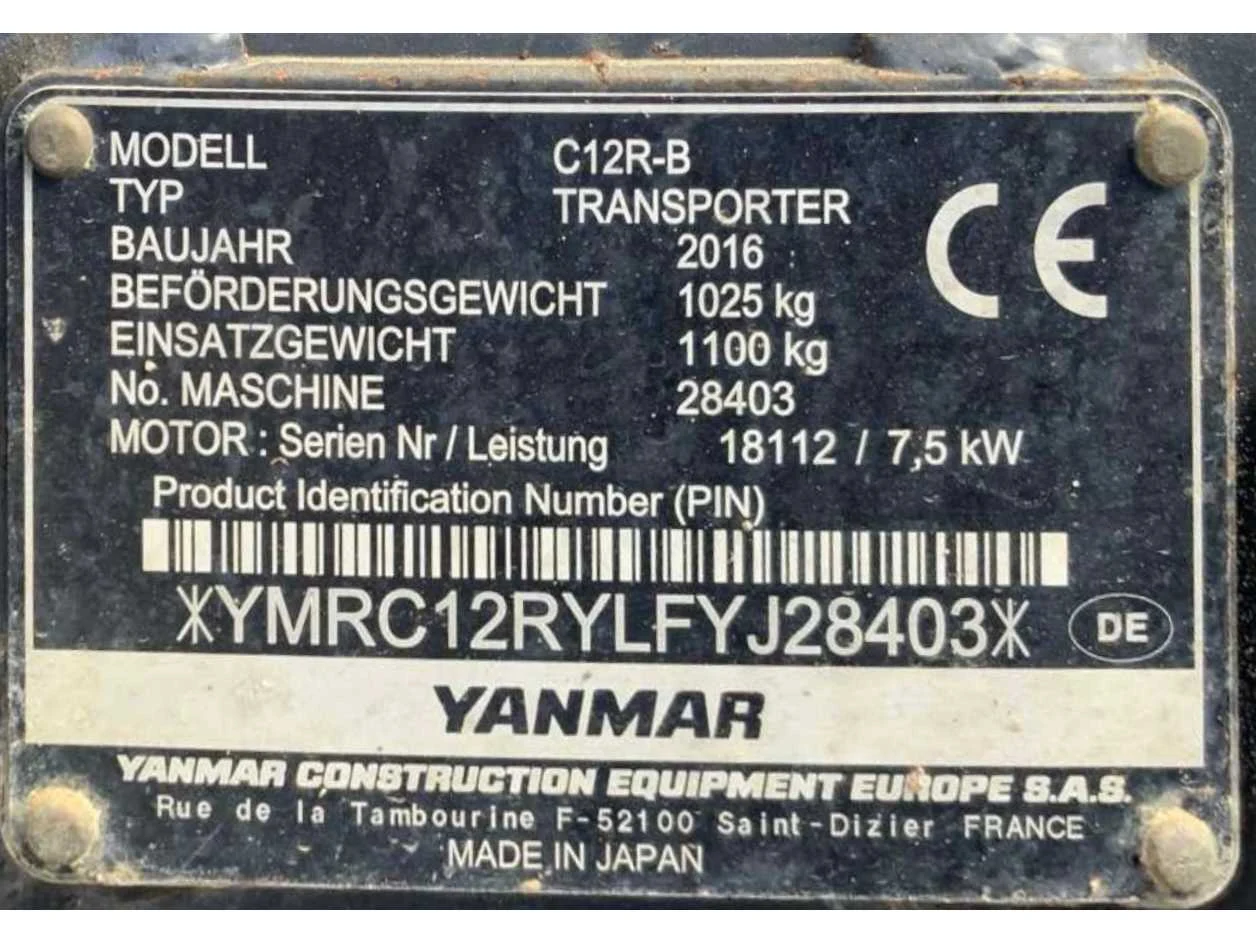 MODELL C12R-B
TYP TRANSPORTER
BAUJAHR 2016
BEFÖRDERUNGSGEWICHT 1025 kg
EINSATZGEWICHT 1100 kg
No. MASCHINE 28403
MOTOR : Serien Nr / Leistung 18112 / 7,5 kW
CE
Product Identification Number (PIN)
*YMRC12RYLFYJ28403*
DE
YANMAR
YANMAR CONSTRUCTION EQUIPMENT EUROPE S.A.S.
Rue de la Tambourine F-52100 Saint-Dizier FRANCE
MADE IN JAPAN